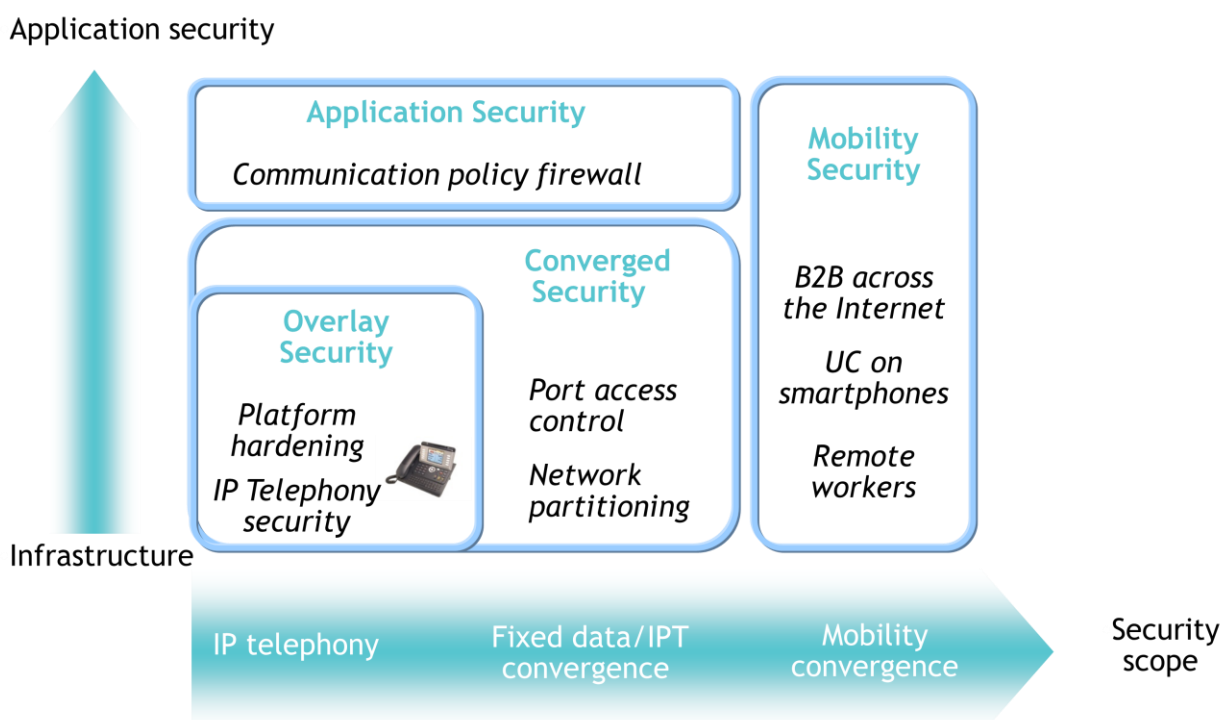 Application security
Application Security
Communication policy firewall
Mobility
Security
B2B across
the Internet
UC on
smartphones
Remote
workers
Converged
Security
Port access
control
Network
partitioning
Overlay
Security
Platform
hardening
IP Telephony
security
Infrastructure
IP telephony
Fixed data/IPT
convergence
Mobility
convergence
Security
scope